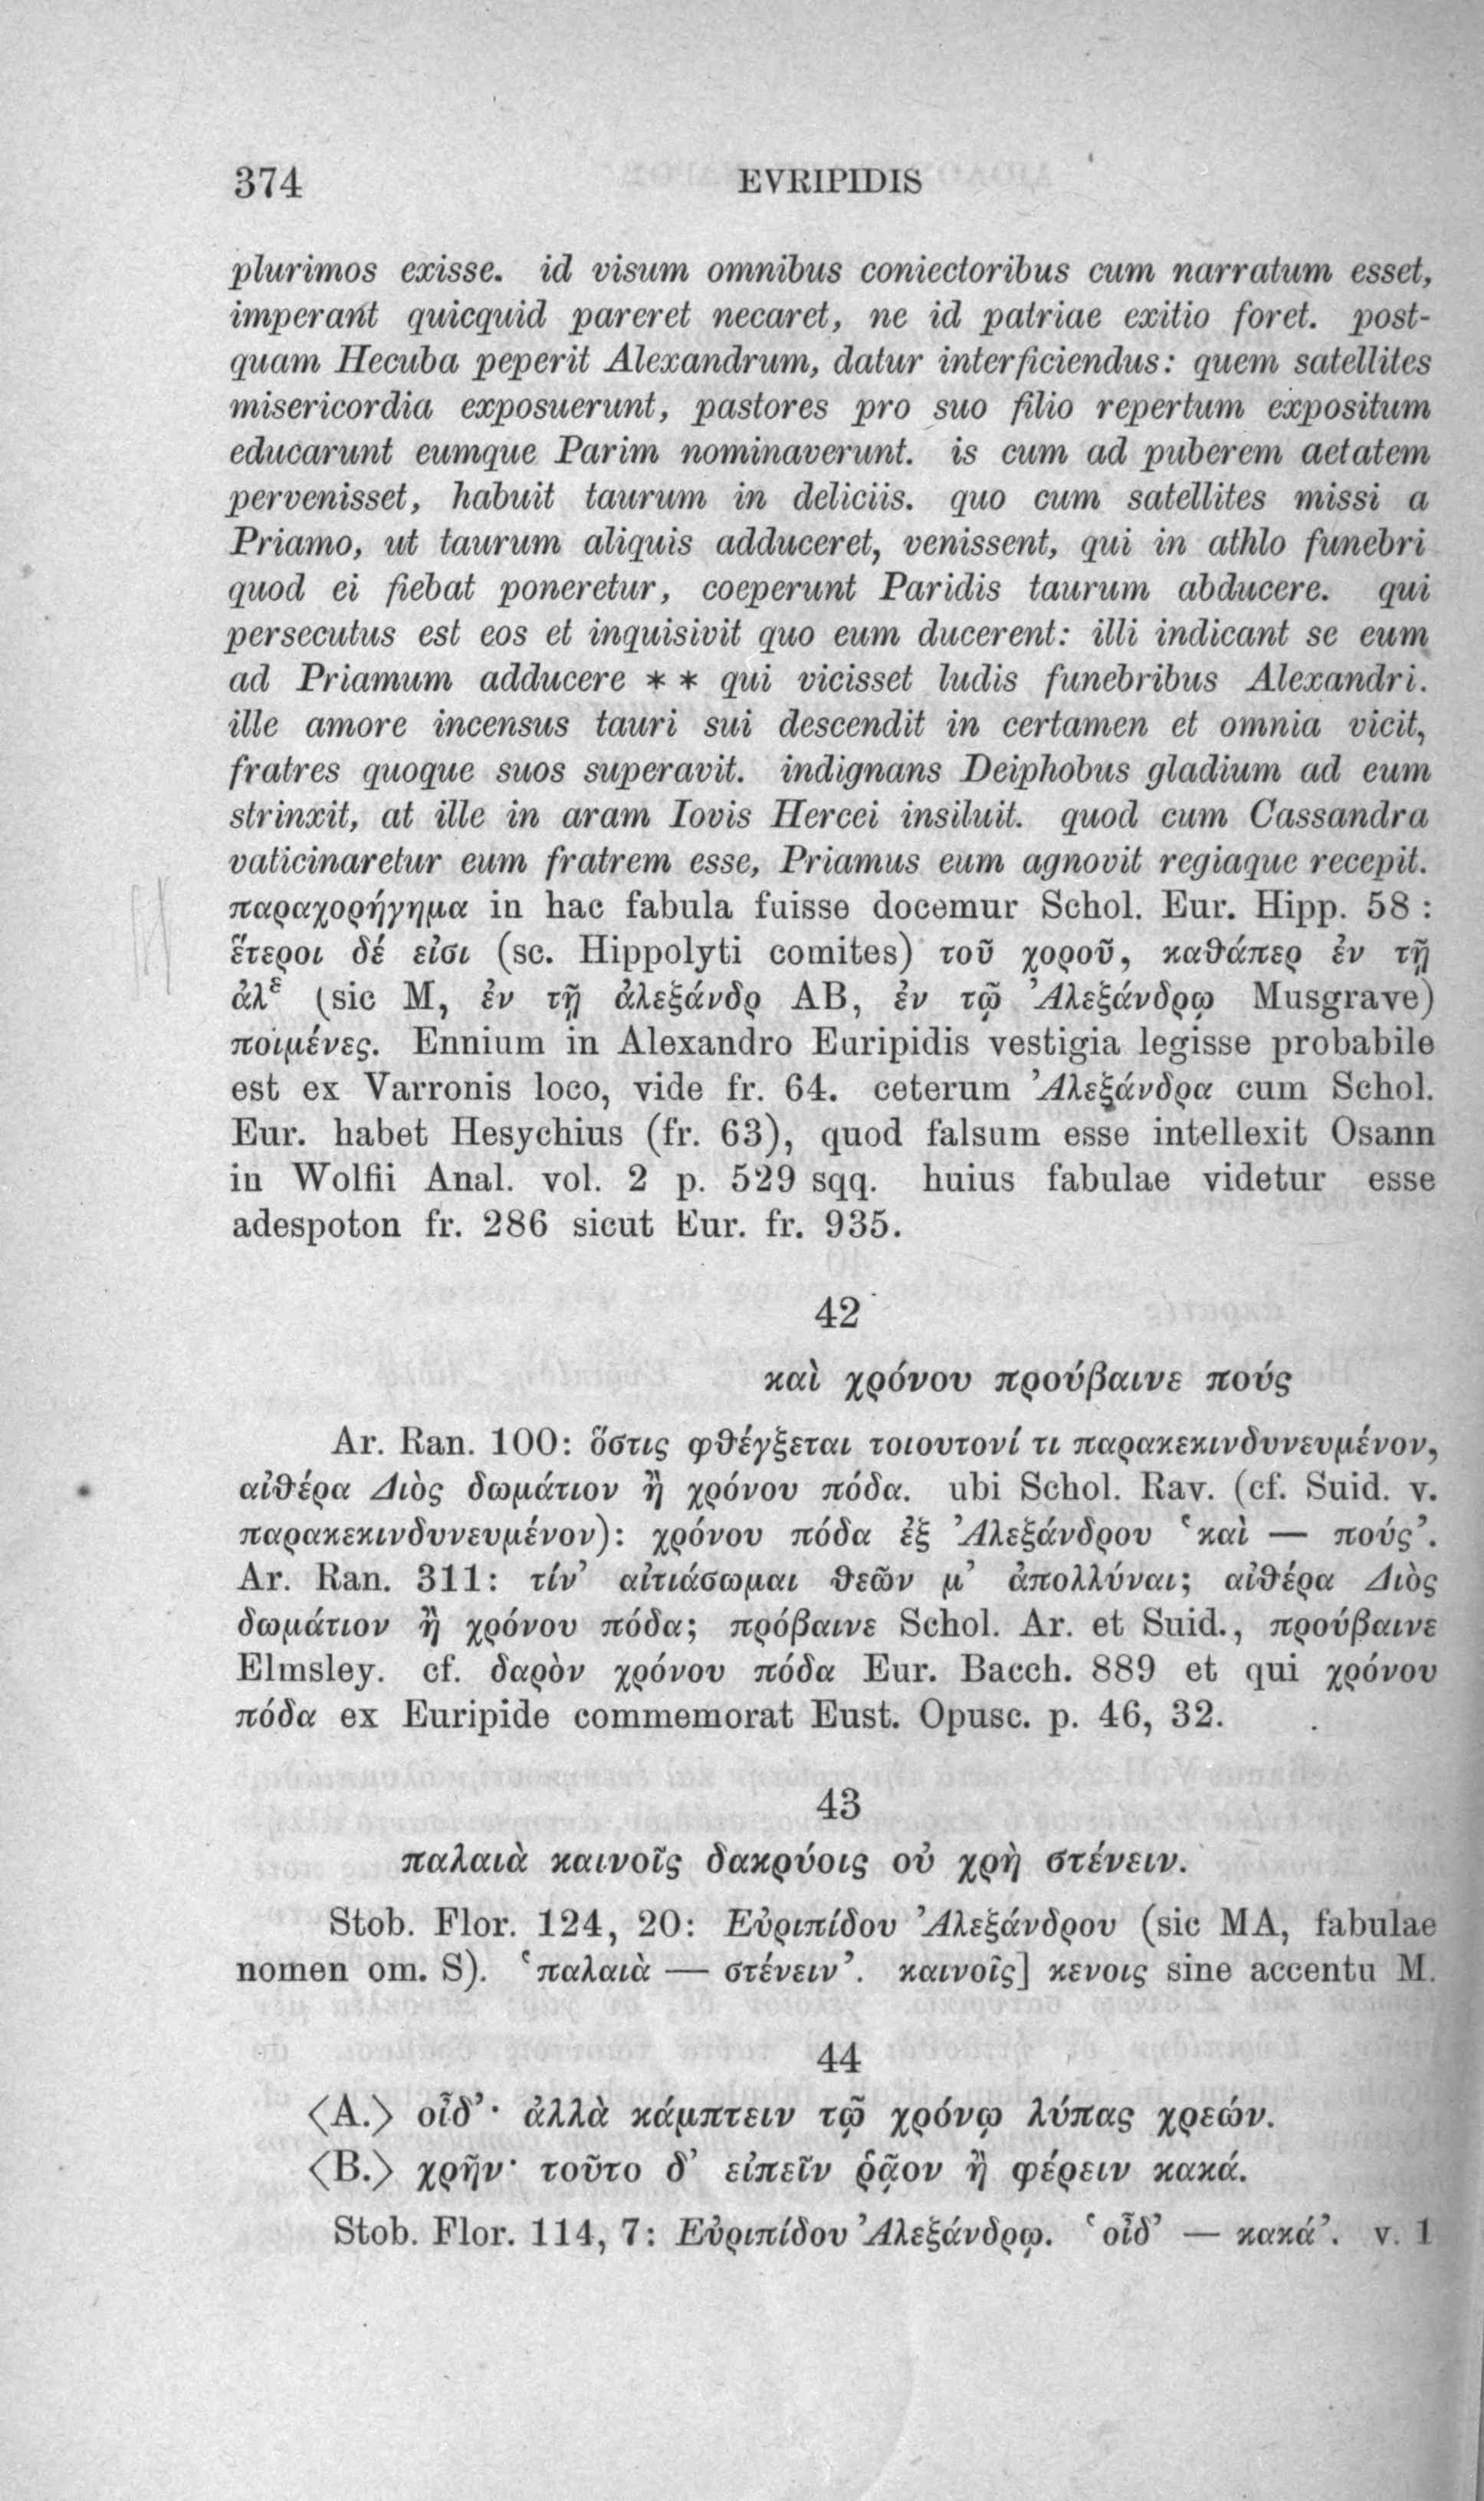 374 EVRIPIDIS
plurimos exisse. id visum omnibus coniectoribus cum narratum esset,
imperant quicquid pareret necaret, ne id patriae exitio foret. post-
quam Hecuba peperit Alexandrum, datur interficiendus: quem satellites
misericordia exposuerunt, pastores pro suo filio repertum expositum
educarunt eumque Parim nominaverunt. is cum ad puberem aetatem
pervenisset, habuit taurum in deliciis. quo cum satellites missi a
Priamo, ut taurum aliquis adduceret, venissent, qui in athlo funebri
quod ei fiebat poneretur, coeperunt Paridis taurum abducere. qui
persecutus est eos et inquisivit quo eum ducerent: illi indicant se eum
ad Priamum adducere * * qui vicisset ludis funebribus Alexandri.
ille amore incensus tauri sui descendit in certamen et omnia vicit,
fratres quoque suos superavit. indignans Deiphobus gladium ad eum
strinxit, at ille in aram Iovis Hercei insiluit. quod cum Cassandra
vaticinaretur eum fratrem esse, Priamus eum agnovit regiaque recepit.
παραχορήγημα in hac fabula fuisse docemur Schol. Eur. Hipp. 58 :
ἕτεροι δέ εἰσι (sc. Hippolyti comites) τοῦ χοροῦ, καθάπερ ἐν τῇ
ἀλᵋ (sic M, ἐν τῇ ἀλεξάνδρ AB, ἐν τῷ Ἀλεξάνδρῳ Musgrave)
ποιμένες. Ennium in Alexandro Euripidis vestigia legisse probabile
est ex Varronis loco, vide fr. 64. ceterum Ἀλεξάνδρα cum Schol.
Eur. habet Hesychius (fr. 63), quod falsum esse intellexit Osann
in Wolfii Anal. vol. 2 p. 529 sqq. huius fabulae videtur esse
adespoton fr. 286 sicut Eur. fr. 935.
42
καὶ χρόνου προύβαινε πούς
Ar. Ran. 100: ὅστις φθέγξεται τοιουτονί τι παρακεκινδυνευμένον,
αἰθέρα Διὸς δωμάτιον ἢ χρόνου πόδα. ubi Schol. Rav. (cf. Suid. v.
παρακεκινδυνευμένον): χρόνου πόδα ἐξ Ἀλεξάνδρου ‘καὶ — πούς’.
Ar. Ran. 311: τίν’ αἰτιάσωμαι θεῶν μ’ ἀπολλύναι; αἰθέρα Διὸς
δωμάτιον ἢ χρόνου πόδα; πρόβαινε Schol. Ar. et Suid., προύβαινε
Elmsley. cf. δαρὸν χρόνου πόδα Eur. Bacch. 889 et qui χρόνου
πόδα ex Euripide commemorat Eust. Opusc. p. 46, 32.
43
παλαιὰ καινοῖς δακρύοις οὐ χρὴ στένειν.
Stob. Flor. 124, 20: Εὐριπίδου Ἀλεξάνδρου (sic MA, fabulae
nomen om. S). ‘παλαιὰ — στένειν’. καινοῖς] κενοις sine accentu M.
44
⟨Α.⟩ οἶδ’· ἀλλὰ κάμπτειν τῷ χρόνῳ λύπας χρεών.
⟨Β.⟩ χρῆν· τοῦτο δ’ εἰπεῖν ῥᾷον ἢ φέρειν κακά.
Stob. Flor. 114, 7: Εὐριπίδου Ἀλεξάνδρῳ. ‘οἶδ’ — κακά’. v. 1